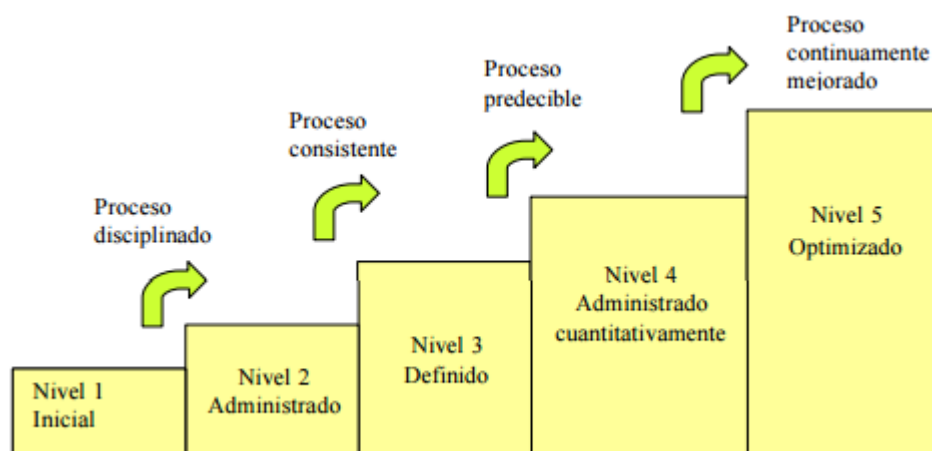 Proceso
continuamente
mejorado
Proceso
predecible
Proceso
consistente
Proceso
disciplinado
Nivel 1
Inicial
Nivel 2
Administrado
Nivel 3
Definido
Nivel 4
Administrado
cuantitativamente
Nivel 5
Optimizado